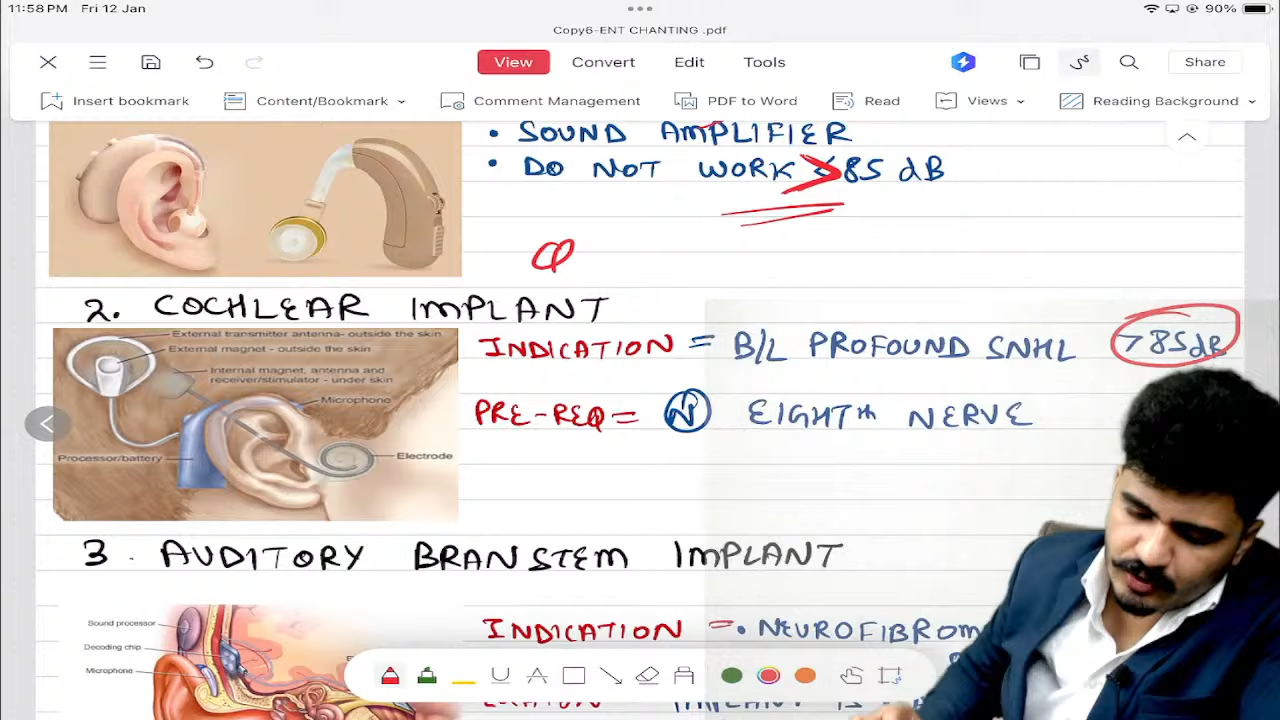 11:58 PM Fri 12 Jan
90%
Copy6-ENT CHANTING .pdf
View Convert Edit Tools Share
Insert bookmark Content/Bookmark Comment Management PDF to Word Read Views Reading Background
• SOUND AMPLIFIER
• DO NOT WORK > 85 dB
φ
2. COCHLEAR IMPLANT
External transmitter antenna- outside the skin
External magnet - outside the skin
Internal magnet, antenna and
receiver/stimulator - under skin
Microphone
Processor/battery
Electrode
INDICATION = B/L PROFOUND SNHL >85dB
PRE-REQ = N EIGHTth NERVE
3. AUDITORY BRANSTEM IMPLANT
Sound processor
Decoding chip
Microphone
INDICATION - • NEUROFIBROM
IMPLANT IS